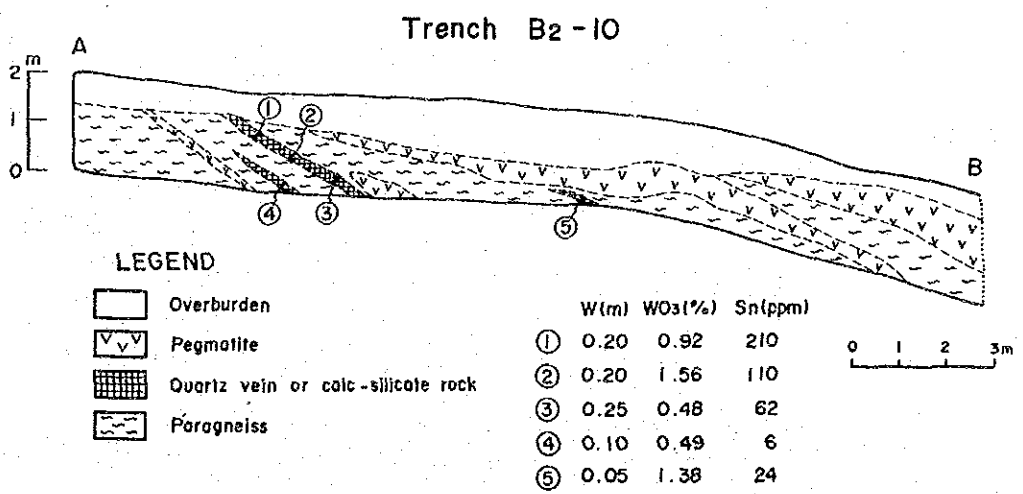 Trench B2-10
A
m
2
1
0
① ②
B
④ ③ ⑤
LEGEND
Overburden
Pegmatite
Quartz vein or calc-silicate rock
Paragneiss
W(m) WO3(%) Sn(ppm)
① 0.20 0.92 210
② 0.20 1.56 110
③ 0.25 0.48 62
④ 0.10 0.49 6
⑤ 0.05 1.38 24
0 1 2 3m